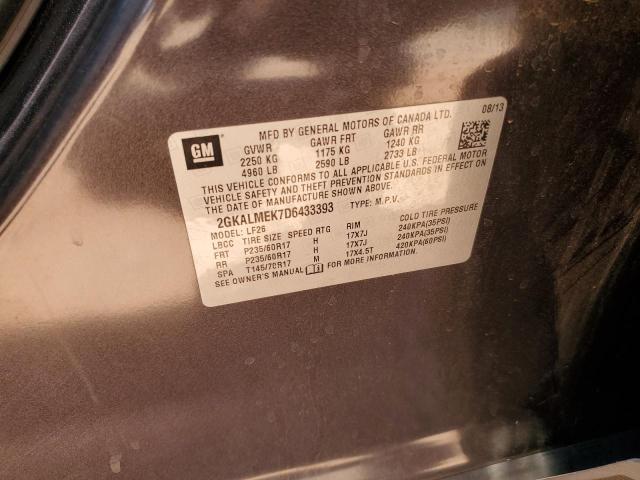 GM
MFD BY GENERAL MOTORS OF CANADA LTD.
08/13
GVWR GAWR FRT GAWR RR
2250 KG 1175 KG 1240 KG
4960 LB 2590 LB 2733 LB
THIS VEHICLE CONFORMS TO ALL APPLICABLE U.S. FEDERAL MOTOR
VEHICLE SAFETY AND THEFT PREVENTION STANDARDS IN EFFECT ON
THE DATE OF MANUFACTURE SHOWN ABOVE.
2GKALMEK7D6433393 TYPE: M.P.V.
MODEL: LF26
LBCC TIRE SIZE SPEED RTG RIM COLD TIRE PRESSURE
FRT P235/60R17 H 17X7J 240KPA(35PSI)
RR P235/60R17 H 17X7J 240KPA(35PSI)
SPA T145/70R17 M 17X4.5T 420KPA(60PSI)
SEE OWNER'S MANUAL FOR MORE INFORMATION.